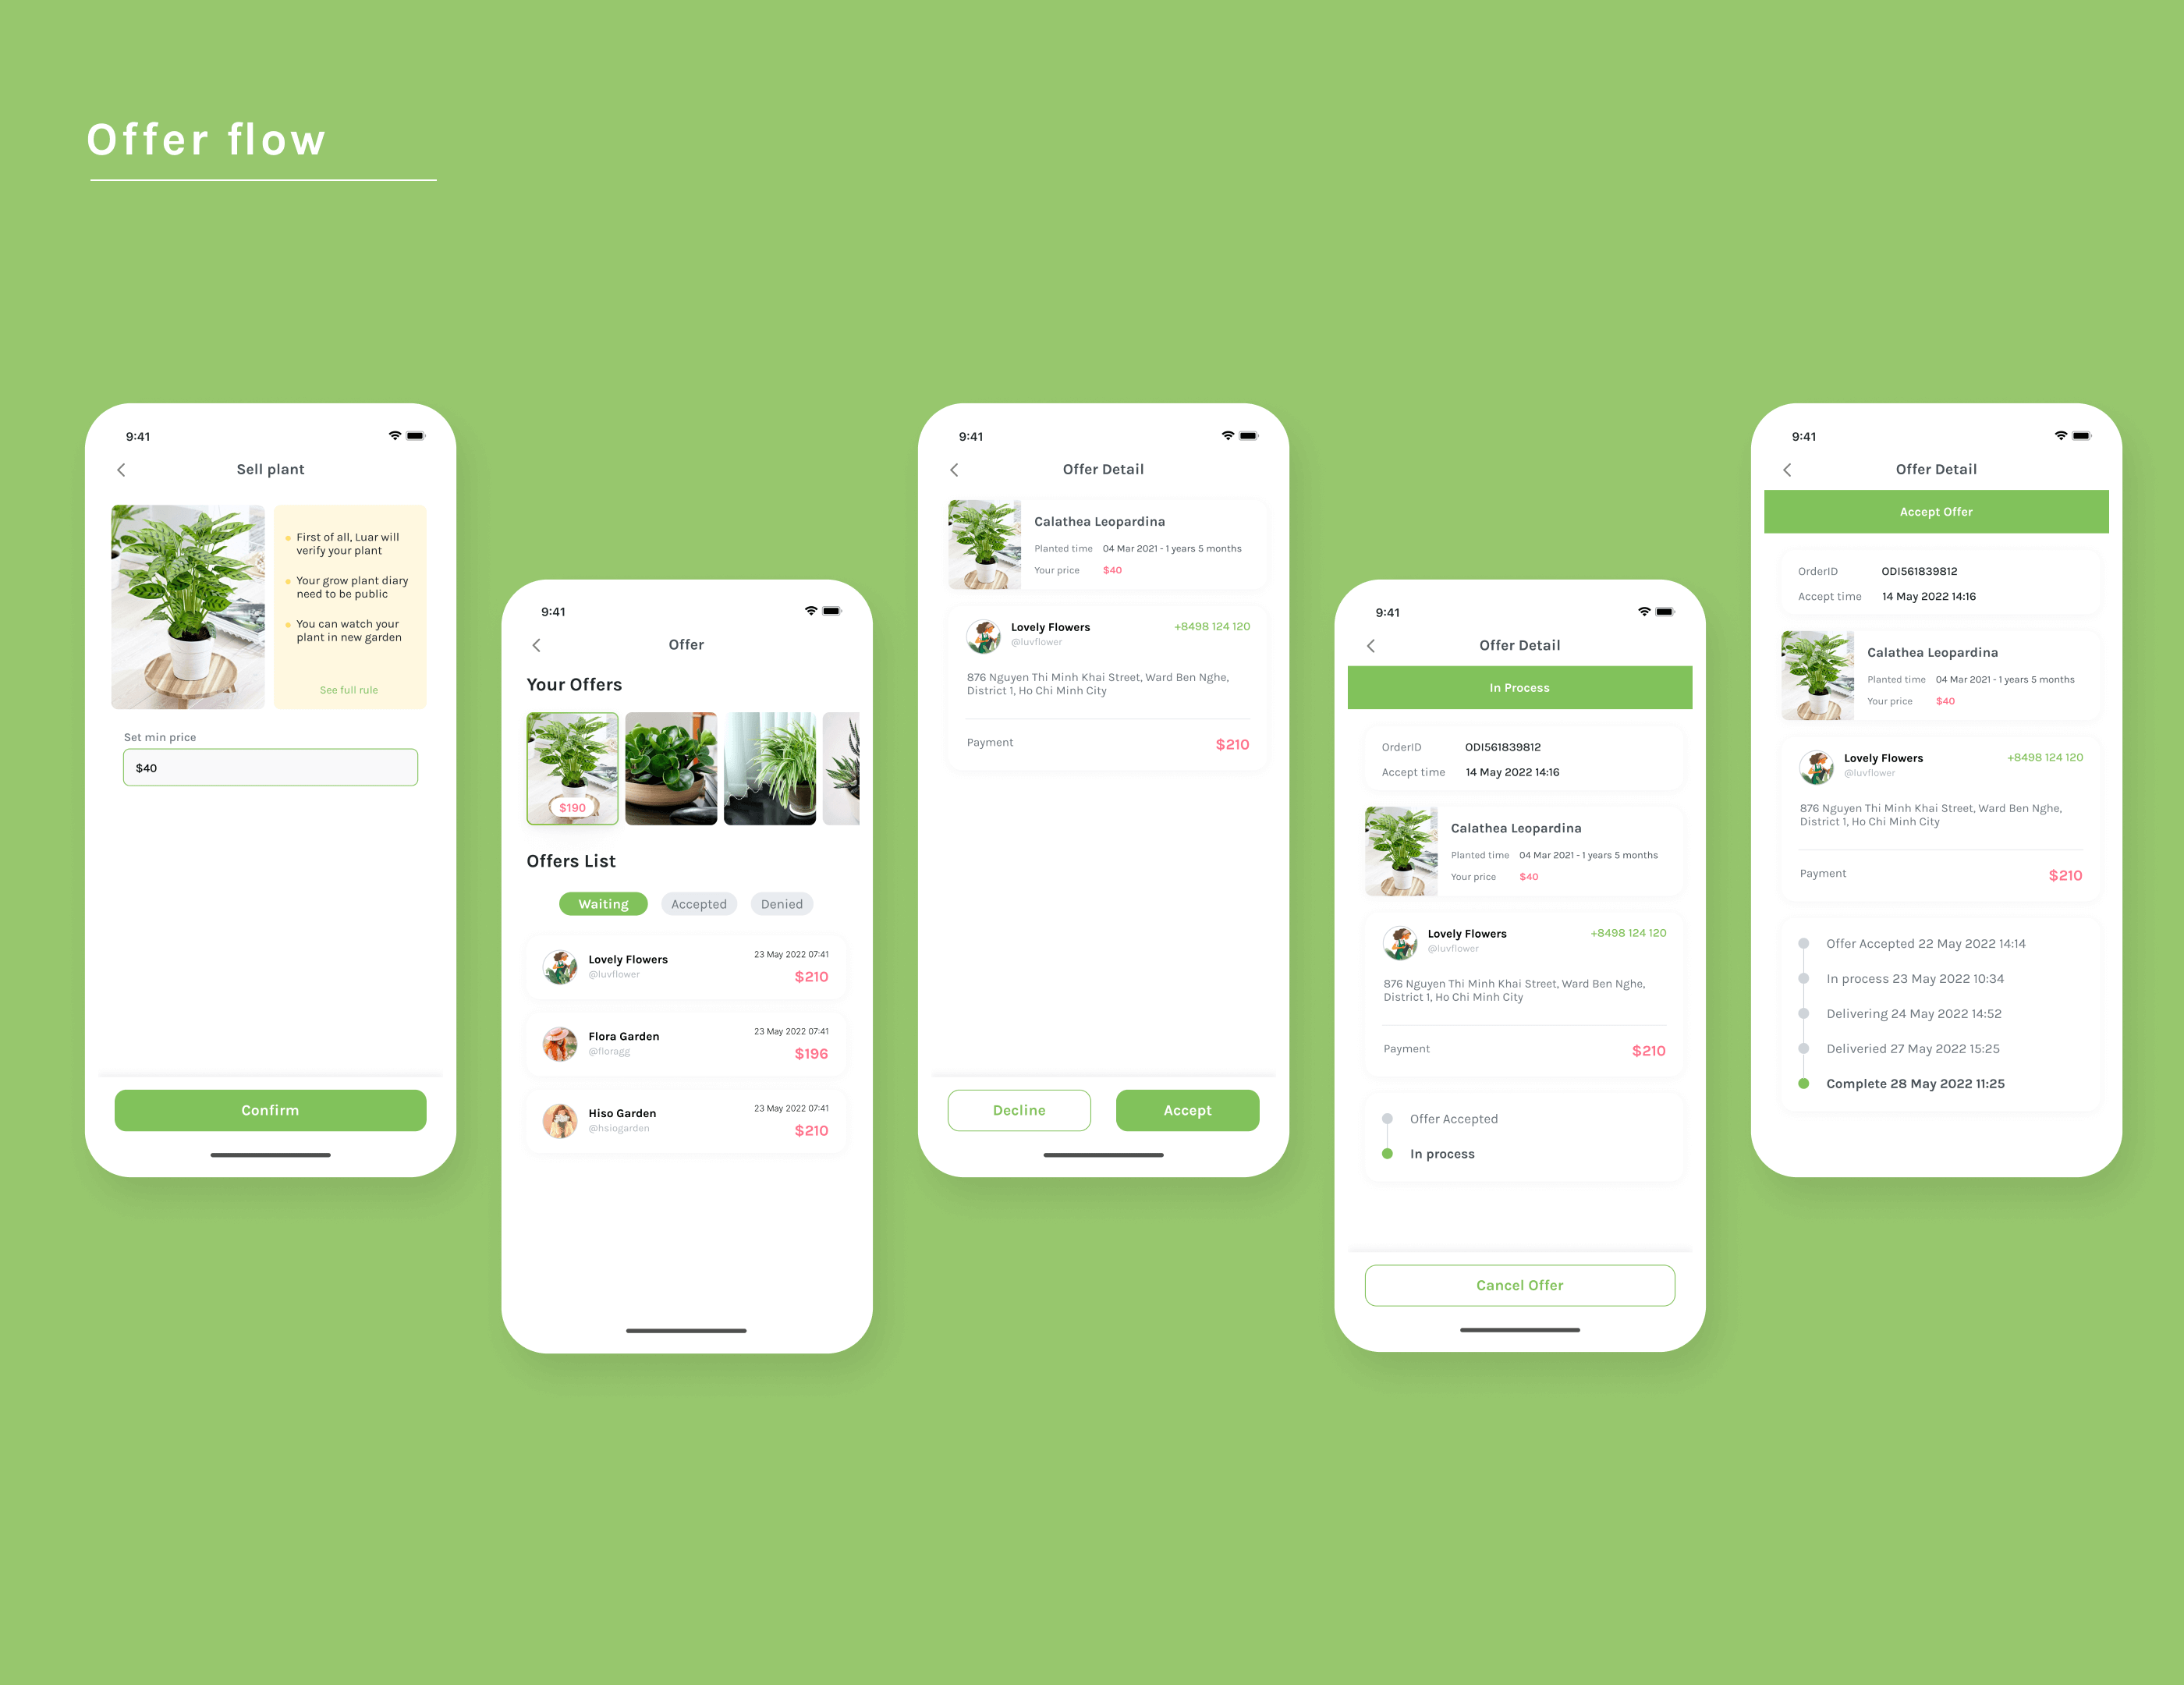 Offer flow
9:41
Sell plant
First of all, Luar will
verify your plant
Your grow plant diary
need to be public
You can watch your
plant in new garden
See full rule
Set min price
$40
Confirm
9:41
Offer
Your Offers
$190
Offers List
Waiting
Accepted
Denied
Lovely Flowers
@luvflower
23 May 2022 07:41
$210
Flora Garden
@floragg
23 May 2022 07:41
$196
Hiso Garden
@hsiogarden
23 May 2022 07:41
$210
9:41
Offer Detail
Calathea Leopardina
Planted time 04 Mar 2021 - 1 years 5 months
Your price $40
Lovely Flowers
@luvflower
+8498 124 120
876 Nguyen Thi Minh Khai Street, Ward Ben Nghe,
District 1, Ho Chi Minh City
Payment $210
Decline
Accept
9:41
Offer Detail
In Process
OrderID ODI561839812
Accept time 14 May 2022 14:16
Calathea Leopardina
Planted time 04 Mar 2021 - 1 years 5 months
Your price $40
Lovely Flowers
@luvflower
+8498 124 120
876 Nguyen Thi Minh Khai Street, Ward Ben Nghe,
District 1, Ho Chi Minh City
Payment $210
Offer Accepted
In process
Cancel Offer
9:41
Offer Detail
Accept Offer
OrderID ODI561839812
Accept time 14 May 2022 14:16
Calathea Leopardina
Planted time 04 Mar 2021 - 1 years 5 months
Your price $40
Lovely Flowers
@luvflower
+8498 124 120
876 Nguyen Thi Minh Khai Street, Ward Ben Nghe,
District 1, Ho Chi Minh City
Payment $210
Offer Accepted 22 May 2022 14:14
In process 23 May 2022 10:34
Delivering 24 May 2022 14:52
Deliveried 27 May 2022 15:25
Complete 28 May 2022 11:25